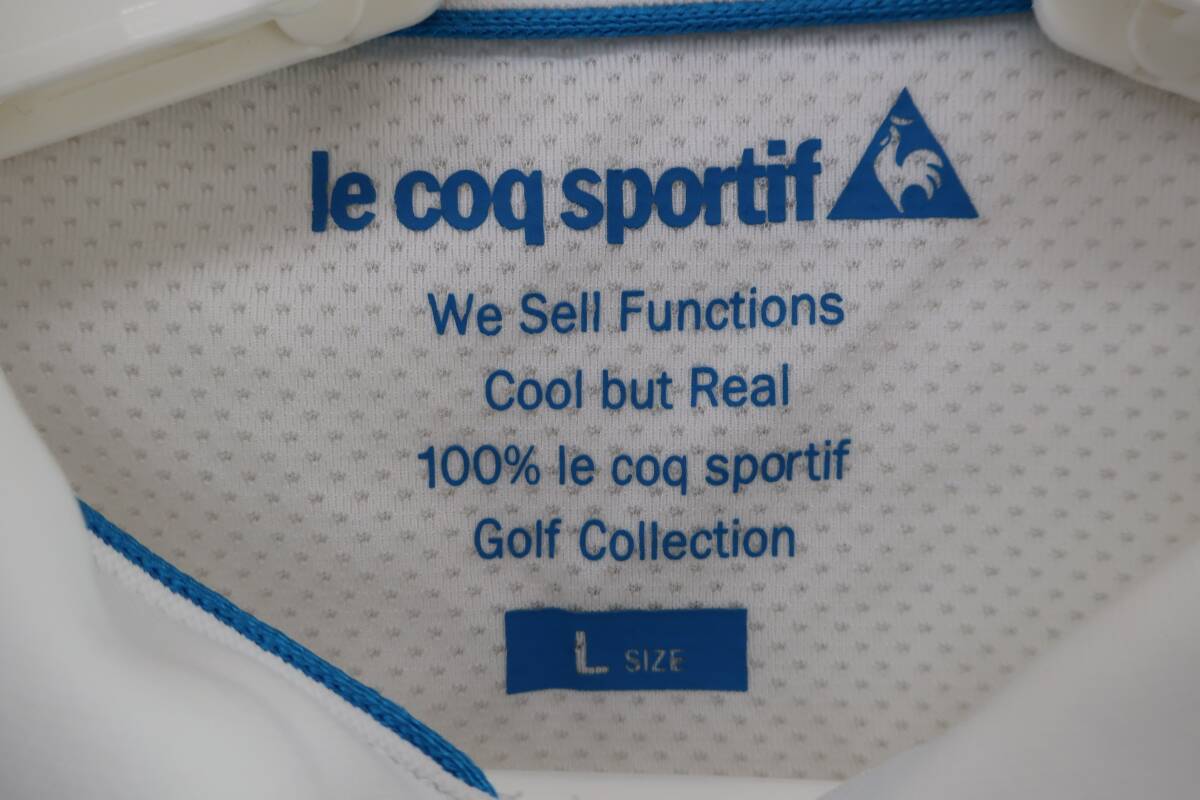 le coq sportif
We Sell Functions
Cool but Real
100% le coq sportif
Golf Collection
L SIZE